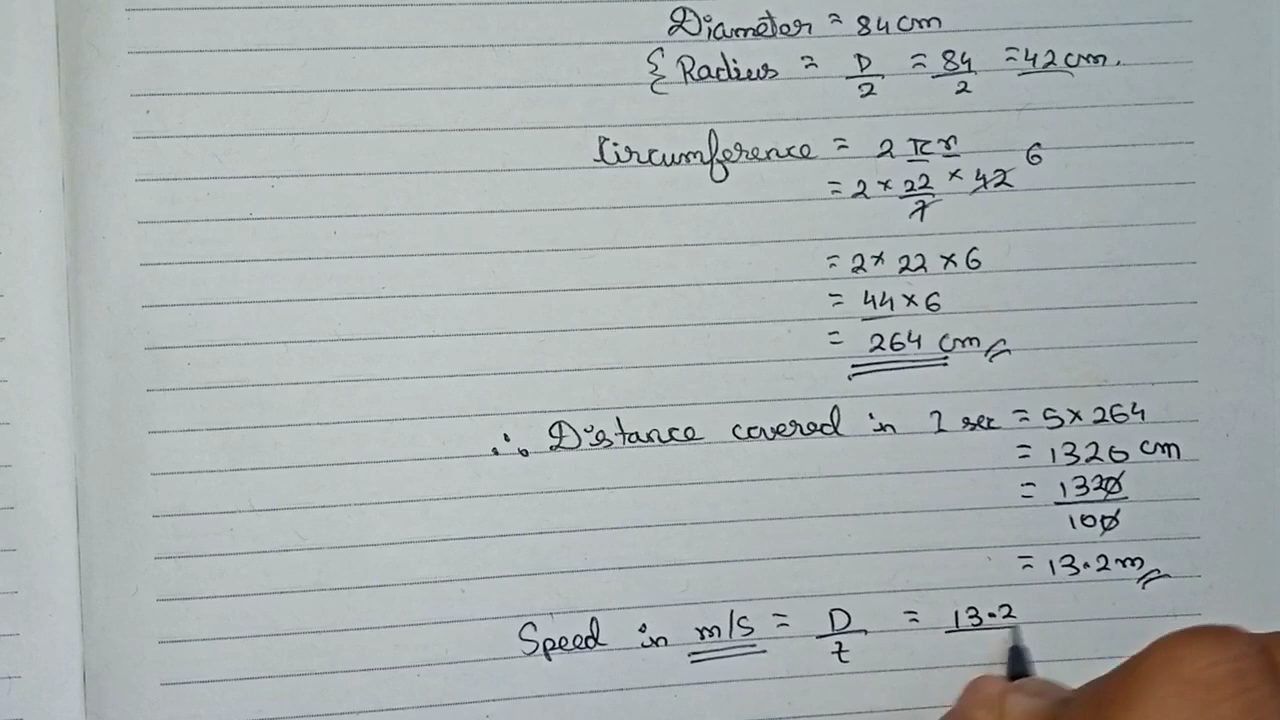 Diameter = 84 cm
{ Radius = D/2 = 84/2 = 42 cm.
Circumference = 2 π r
= 2 × 22/7 × 42 6
= 2 × 22 × 6
= 44 × 6
= 264 cm
∴ Distance covered in 1 sec = 5 × 264
= 1320 cm
= 1320/100
= 13.2 m
Speed in m/s = D/t = 13.2